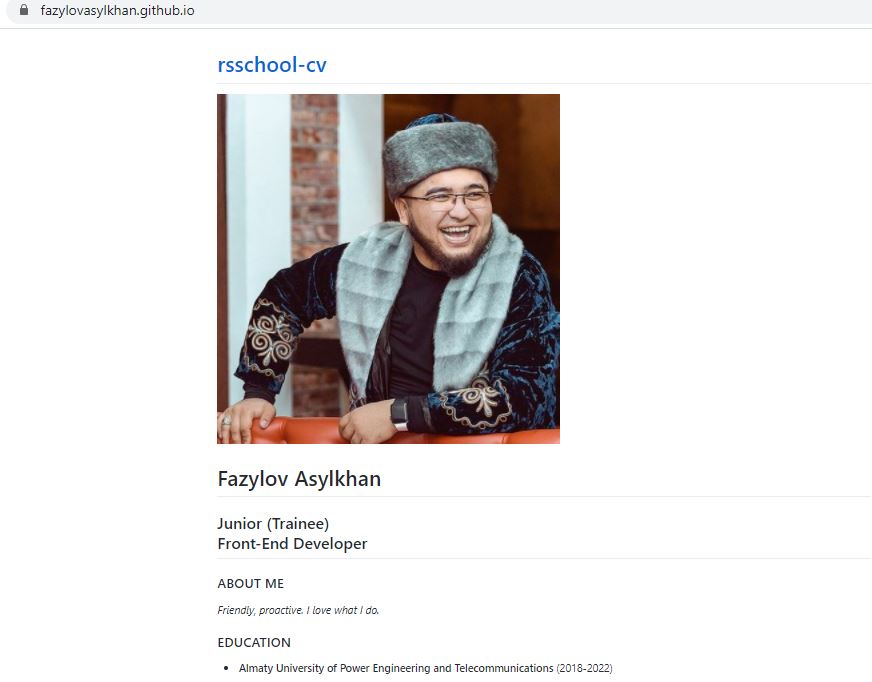 fazylovasylkhan.github.io
rsschool-cv
Fazylov Asylkhan
Junior (Trainee)
Front-End Developer
ABOUT ME
Friendly, proactive. I love what I do.
EDUCATION
Almaty University of Power Engineering and Telecommunications (2018-2022)